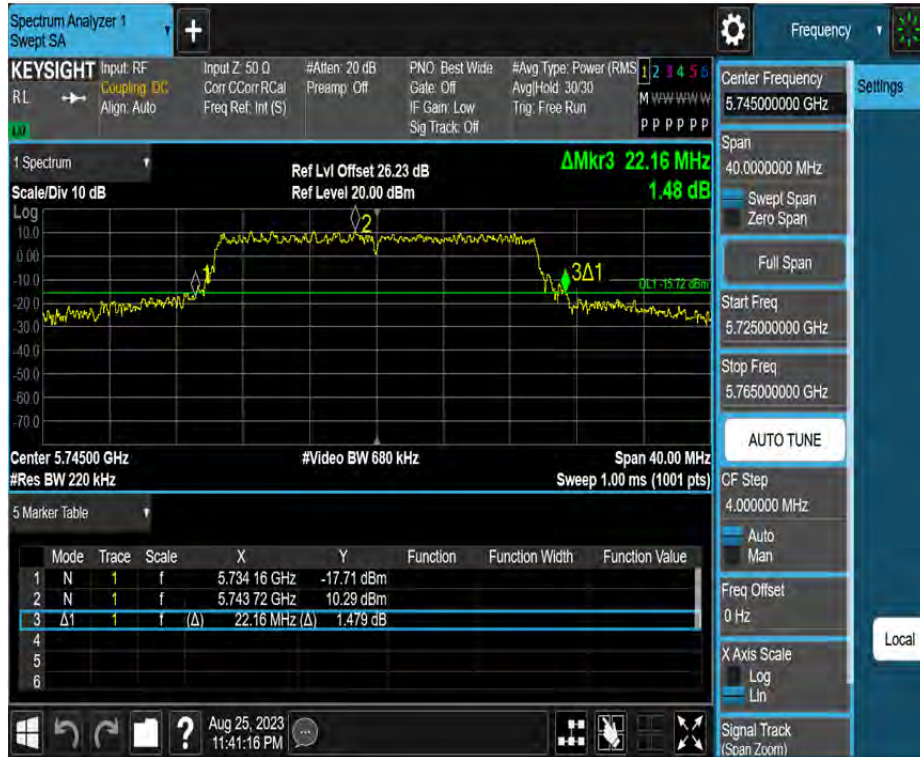 Spectrum Analyzer 1
Swept SA
Frequency
KEYSIGHT
RL
Input: RF
Coupling: DC
Align: Auto
Input Z: 50 Ω
Corr CCorr RCal
Freq Ref: Int (S)
#Atten: 20 dB
Preamp: Off
PNO: Best Wide
Gate: Off
IF Gain: Low
Sig Track: Off
#Avg Type: Power (RMS
Avg|Hold: 30/30
Trig: Free Run
1 2 3 4 5 6
M W W W W W
P P P P P P
1 Spectrum
Scale/Div 10 dB
Ref Lvl Offset 26.23 dB
Ref Level 20.00 dBm
ΔMkr3 22.16 MHz
1.48 dB
Log
10.0
0.00
-10.0
-20.0
-30.0
-40.0
-50.0
-60.0
-70.0
1
2
3Δ1
DL1 -15.72 dBm
Center 5.74500 GHz
#Res BW 220 kHz
#Video BW 680 kHz
Span 40.00 MHz
Sweep 1.00 ms (1001 pts)
5 Marker Table
Mode Trace Scale X Y Function Function Width Function Value
1 N 1 f 5.734 16 GHz -17.71 dBm
2 N 1 f 5.743 72 GHz 10.29 dBm
3 Δ1 1 f (Δ) 22.16 MHz (Δ) 1.479 dB
4
5
6
Aug 25, 2023
11:41:16 PM
Center Frequency
5.745000000 GHz
Settings
Span
40.0000000 MHz
Swept Span
Zero Span
Full Span
Start Freq
5.725000000 GHz
Stop Freq
5.765000000 GHz
AUTO TUNE
CF Step
4.000000 MHz
Auto
Man
Freq Offset
0 Hz
Local
X Axis Scale
Log
Lin
Signal Track
(Span Zoom)